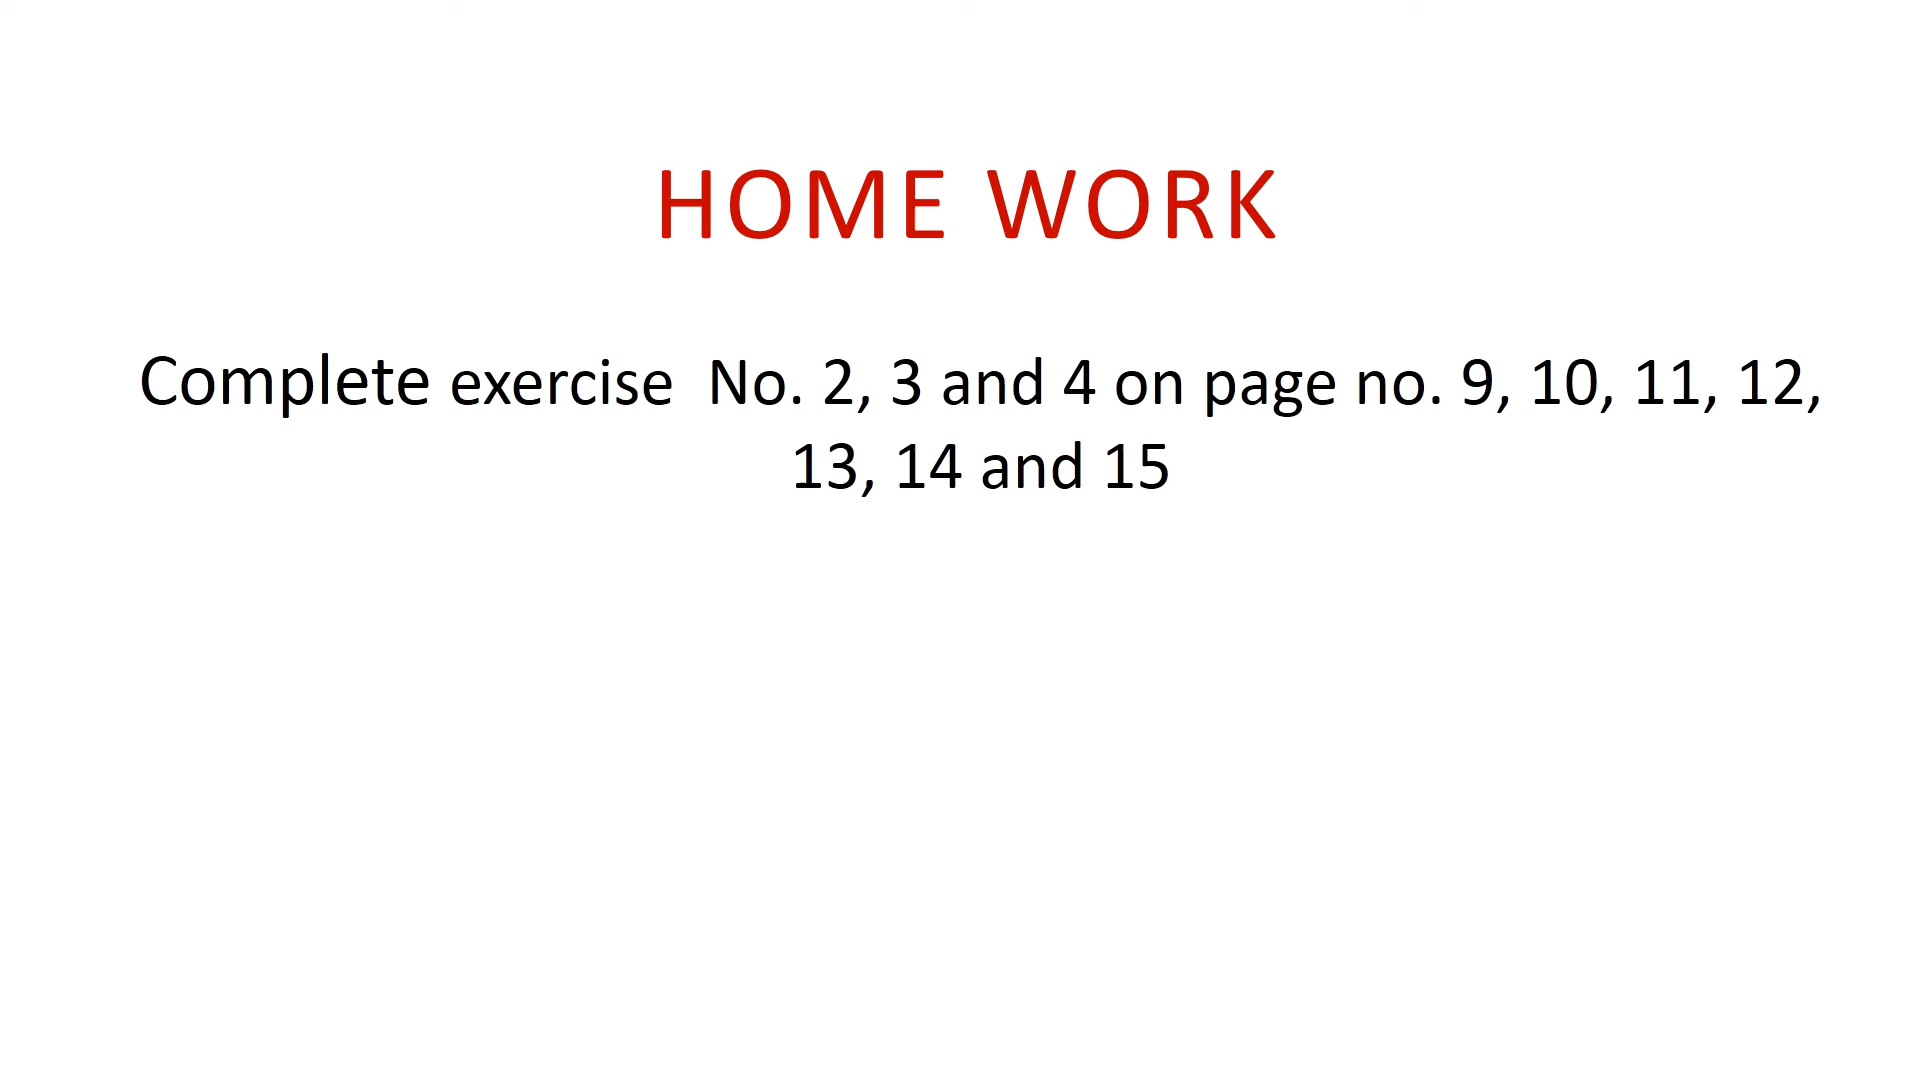 HOME WORK
Complete exercise  No. 2, 3 and 4 on page no. 9, 10, 11, 12,
13, 14 and 15